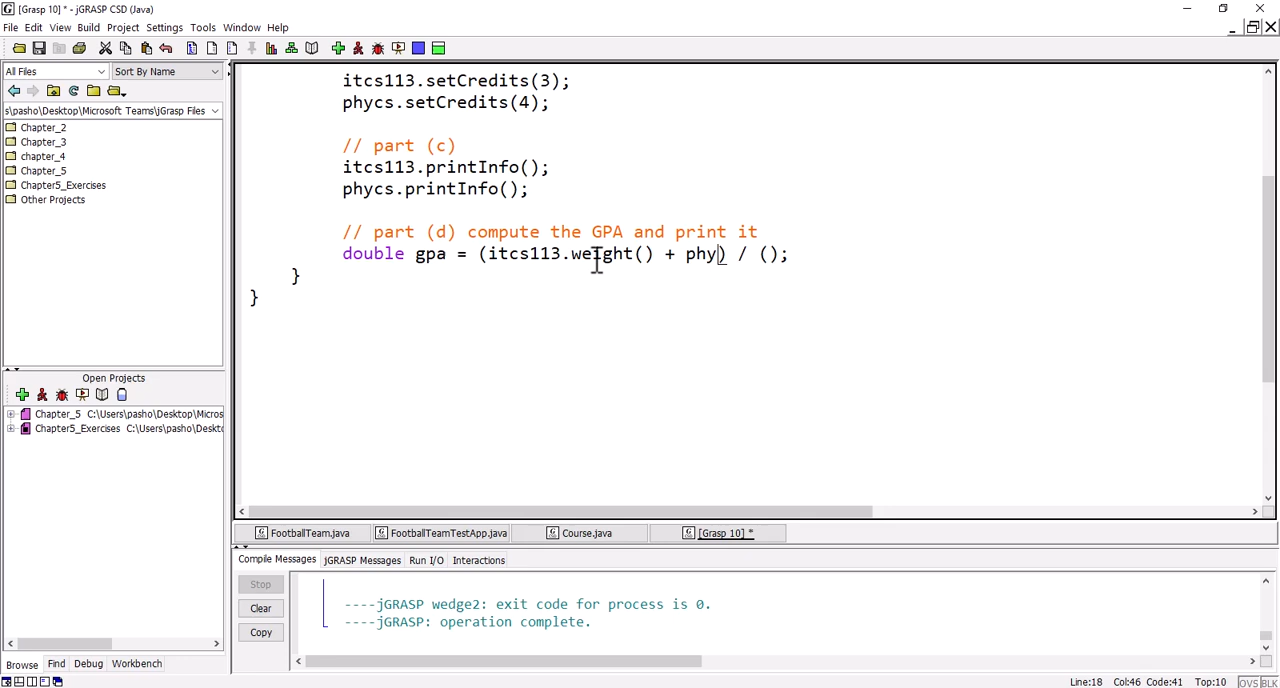 [Grasp 10] * - jGRASP CSD (Java)
File Edit View Build Project Settings Tools Window Help
All Files
Sort By Name
s\pasho\Desktop\Microsoft Teams\jGrasp Files
Chapter_2
Chapter_3
chapter_4
Chapter_5
Chapter5_Exercises
Other Projects
Open Projects
Chapter_5 C:\Users\pasho\Desktop\Micros
Chapter5_Exercises C:\Users\pasho\Deskto
Browse Find Debug Workbench
itcs113.setCredits(3);
phycs.setCredits(4);
// part (c)
itcs113.printInfo();
phycs.printInfo();
// part (d) compute the GPA and print it
double gpa = (itcs113.weight() + phy) / ();
}
}
FootballTeam.java FootballTeamTestApp.java Course.java [Grasp 10] *
Compile Messages jGRASP Messages Run I/O Interactions
Stop
Clear
Copy
----jGRASP wedge2: exit code for process is 0.
----jGRASP: operation complete.
Line:18 Col:46 Code:41 Top:10 OVS BLK